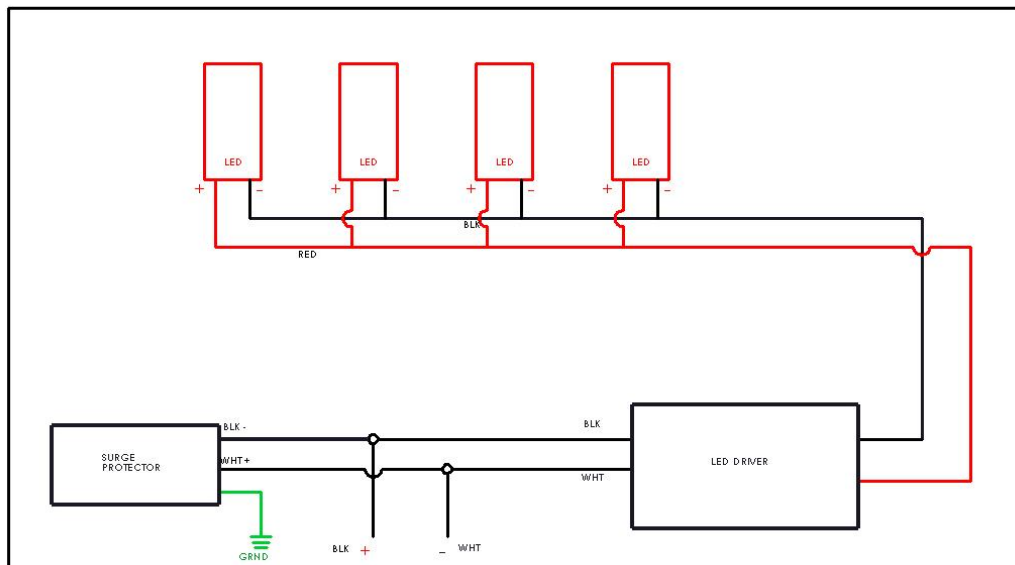 LED
LED
LED
LED
+
-
+
-
+
-
+
-
BLK
RED
BLK -
BLK
SURGE
PROTECTOR
WHT+
LED DRIVER
WHT
GRND
BLK +
- WHT